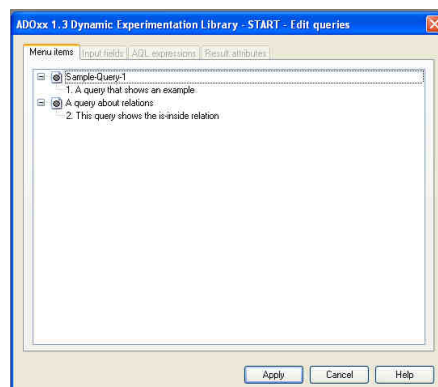 ADOxx 1.3 Dynamic Experimentation Library - START - Edit queries
Menu items Input fields AQL expressions Result attributes
Sample-Query-1
1. A query that shows an example
A query about relations
2. This query shows the is-inside relation
Apply Cancel Help